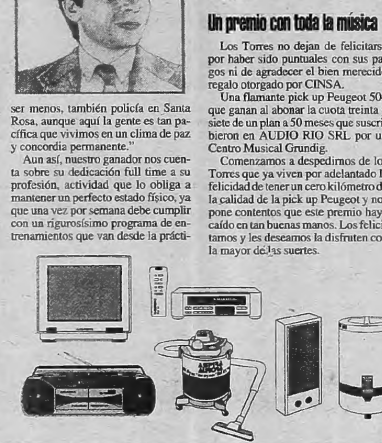 ser menos, también policía en Santa
Rosa, aunque aquí la gente es tan pa-
cífica que vivimos en un clima de paz
y concordia permanente."
Aun así, nuestro ganador nos cuen-
ta sobre su dedicación full time a su
profesión, actividad que lo obliga a
mantener un perfecto estado físico, ya
que una vez por semana debe cumplir
con un rigurosísimo programa de en-
trenamientos que van desde la prácti-
Un premio con toda la música
Los Torres no dejan de felicitars
por haber sido puntuales con sus pa
gos ni de agradecer el bien merecid
regalo otorgado por CINSA.
Una flamante pick up Peugeot 50
que ganan al abonar la cuota treinta
siete de un plan a 50 meses que suscri
bieron en AUDIO RIO SRL por u
Centro Musical Grundig.
Comenzamos a despedirnos de lo
Torres que ya viven por adelantado l
felicidad de tener un cero kilómetro d
la calidad de la pick up Peugeot y no
pone contentos que este premio hay
caído en tan buenas manos. Los felici
tamos y les deseamos la disfruten co
la mayor de las suertes.